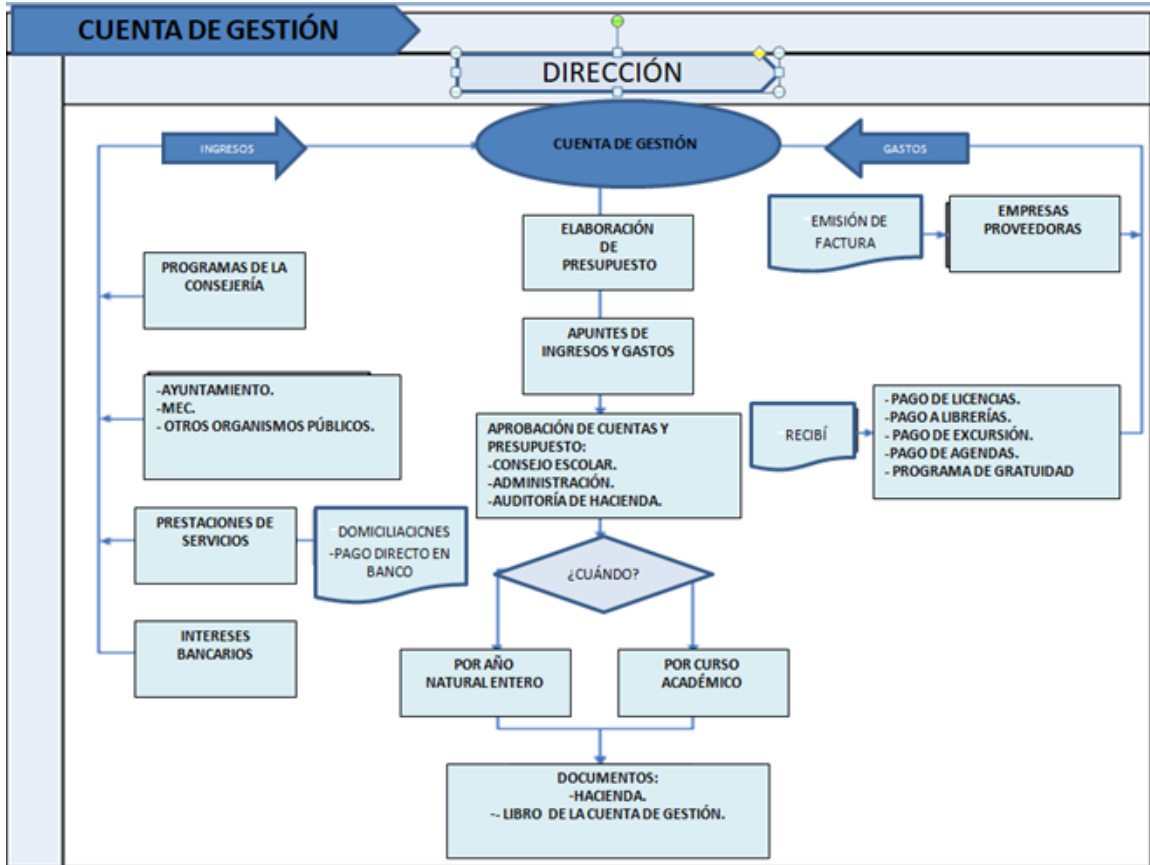 CUENTA DE GESTIÓN
DIRECCIÓN
INGRESOS
CUENTA DE GESTIÓN
GASTOS
ELABORACIÓN
DE
PRESUPUESTO
-EMISIÓN DE
FACTURA
EMPRESAS
PROVEEDORAS
PROGRAMAS DE LA
CONSEJERÍA
APUNTES DE
INGRESOS Y GASTOS
-AYUNTAMIENTO.
-MEC.
- OTROS ORGANISMOS PÚBLICOS.
APROBACIÓN DE CUENTAS Y
PRESUPUESTO:
-CONSEJO ESCOLAR.
-ADMINISTRACIÓN.
-AUDITORÍA DE HACIENDA.
-RECIBÍ
- PAGO DE LICENCIAS.
-PAGO A LIBRERÍAS.
- PAGO DE EXCURSIÓN.
-PAGO DE AGENDAS.
- PROGRAMA DE GRATUIDAD
PRESTACIONES DE
SERVICIOS
-DOMICILIACICNES
-PAGO DIRECTO EN
BANCO
¿CUÁNDO?
INTERESES
BANCARIOS
POR AÑO
NATURAL ENTERO
POR CURSO
ACADÉMICO
DOCUMENTOS:
-HACIENDA.
-- LIBRO DE LA CUENTA DE GESTIÓN.